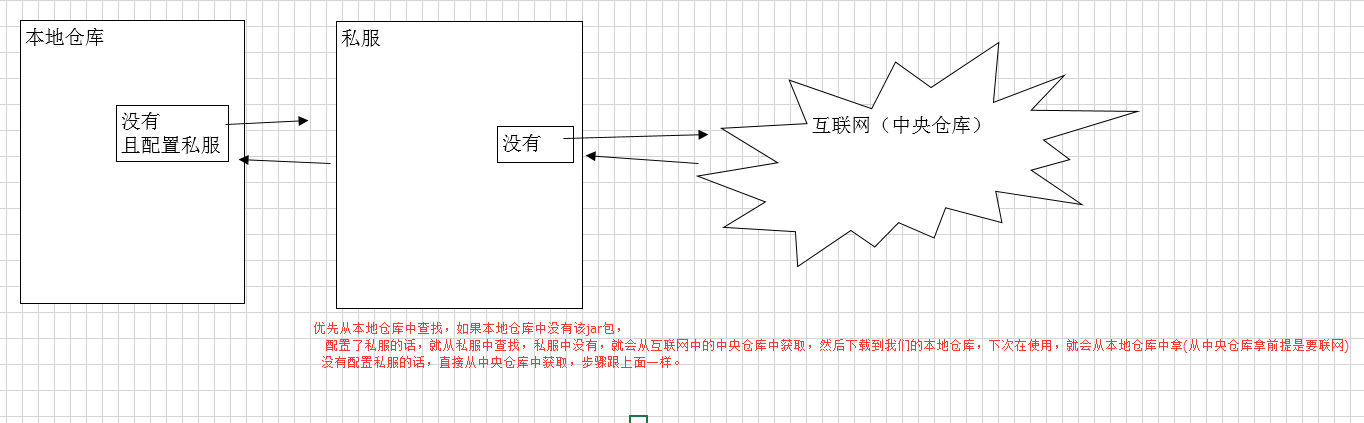 本地仓库
没有
且配置私服
私服
没有
互联网（中央仓库）
优先从本地仓库中查找，如果本地仓库中没有该jar包，
配置了私服的话，就从私服中查找，私服中没有，就会从互联网中的中央仓库中获取，然后下载到我们的本地仓库，下次在使用，就会从本地仓库中拿(从中央仓库拿前提是要联网)
没有配置私服的话，直接从中央仓库中获取，步骤跟上面一样。